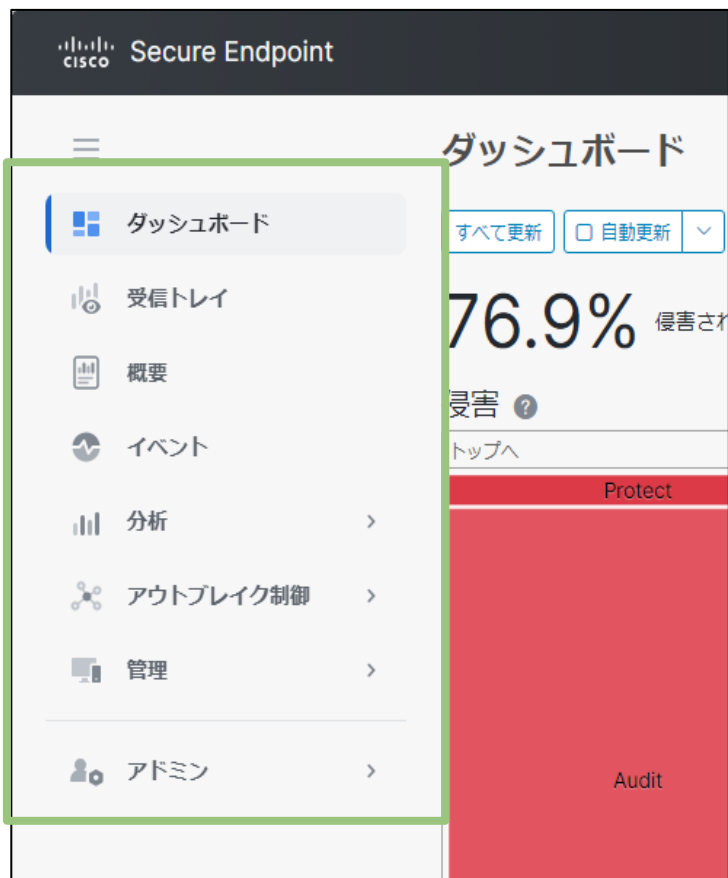 cisco Secure Endpoint
ダッシュボード
ダッシュボード
受信トレイ
概要
イベント
分析
アウトブレイク制御
管理
アドミン
すべて更新 自動更新
76.9% 侵害され
侵害 ?
トップへ
Protect
Audit